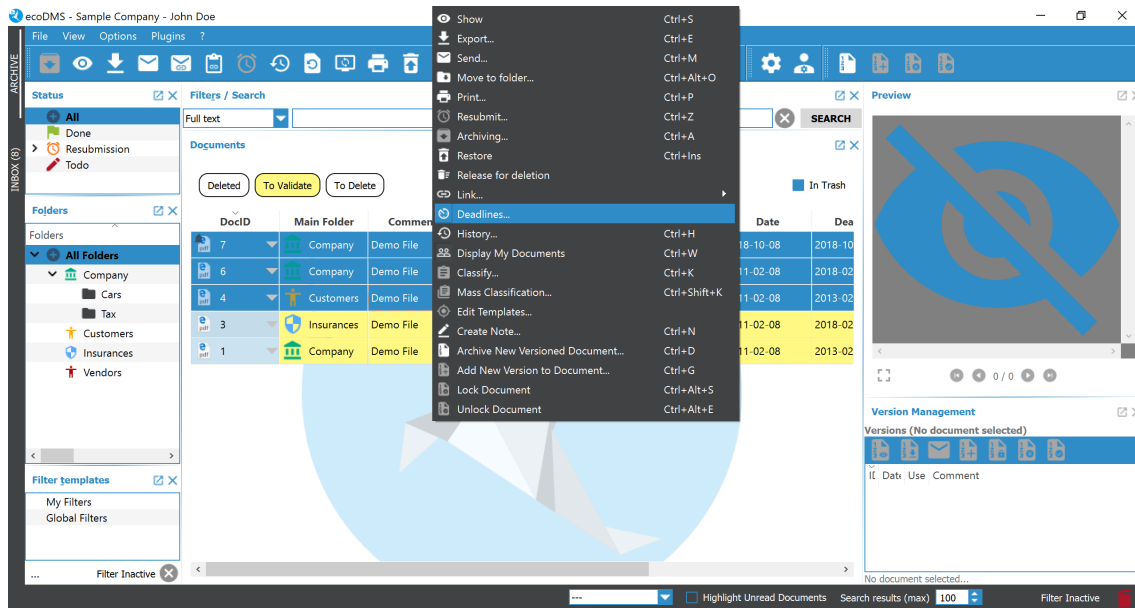 ecoDMS - Sample Company - John Doe
File View Options Plugins ?
ARCHIVE
INBOX (8)
Status
All
Done
Resubmission
Todo
Folders
Folders
All Folders
Company
Cars
Tax
Customers
Insurances
Vendors
Filter templates
My Filters
Global Filters
... Filter Inactive
Filters / Search
Full text
SEARCH
Documents
Deleted To Validate To Delete
In Trash
DocID Main Folder Commen Date Dea
pdf 7 Company Demo File 18-10-08 2018-10
pdf 6 Company Demo File 11-02-08 2018-02
pdf 4 Customers Demo File 11-02-08 2013-02
pdf 3 Insurances Demo File 11-02-08 2018-02
pdf 1 Company Demo File 11-02-08 2013-02
Show Ctrl+S
Export... Ctrl+E
Send... Ctrl+M
Move to folder... Ctrl+Alt+O
Print... Ctrl+P
Resubmit... Ctrl+Z
Archiving... Ctrl+A
Restore Ctrl+Ins
Release for deletion
Link...
Deadlines...
History... Ctrl+H
Display My Documents Ctrl+W
Classify... Ctrl+K
Mass Classification... Ctrl+Shift+K
Edit Templates...
Create Note... Ctrl+N
Archive New Versioned Document... Ctrl+D
Add New Version to Document... Ctrl+G
Lock Document Ctrl+Alt+S
Unlock Document Ctrl+Alt+E
Preview
0 / 0
Version Management
Versions (No document selected)
Date Use Comment
No document selected...
--- Highlight Unread Documents Search results (max) 100 Filter Inactive